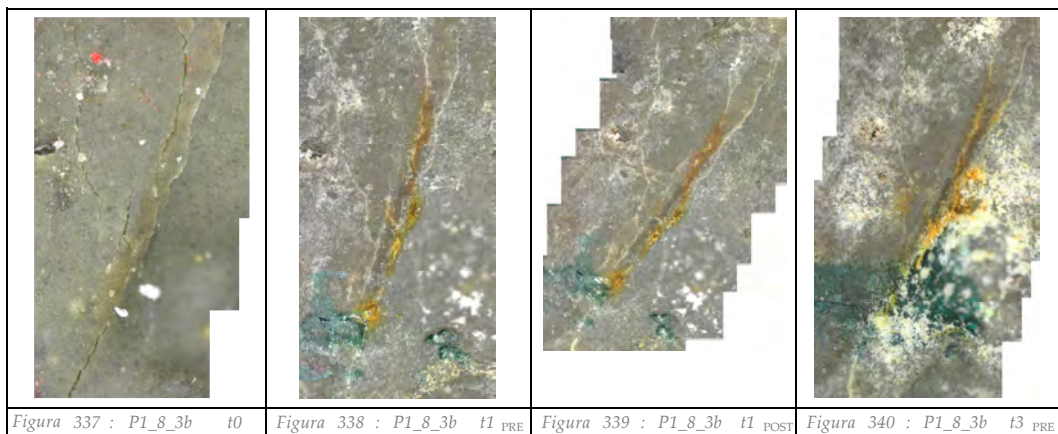 Figura 337 : P1_8_3b t0
Figura 338 : P1_8_3b t1 PRE
Figura 339 : P1_8_3b t1 POST
Figura 340 : P1_8_3b t3 PRE